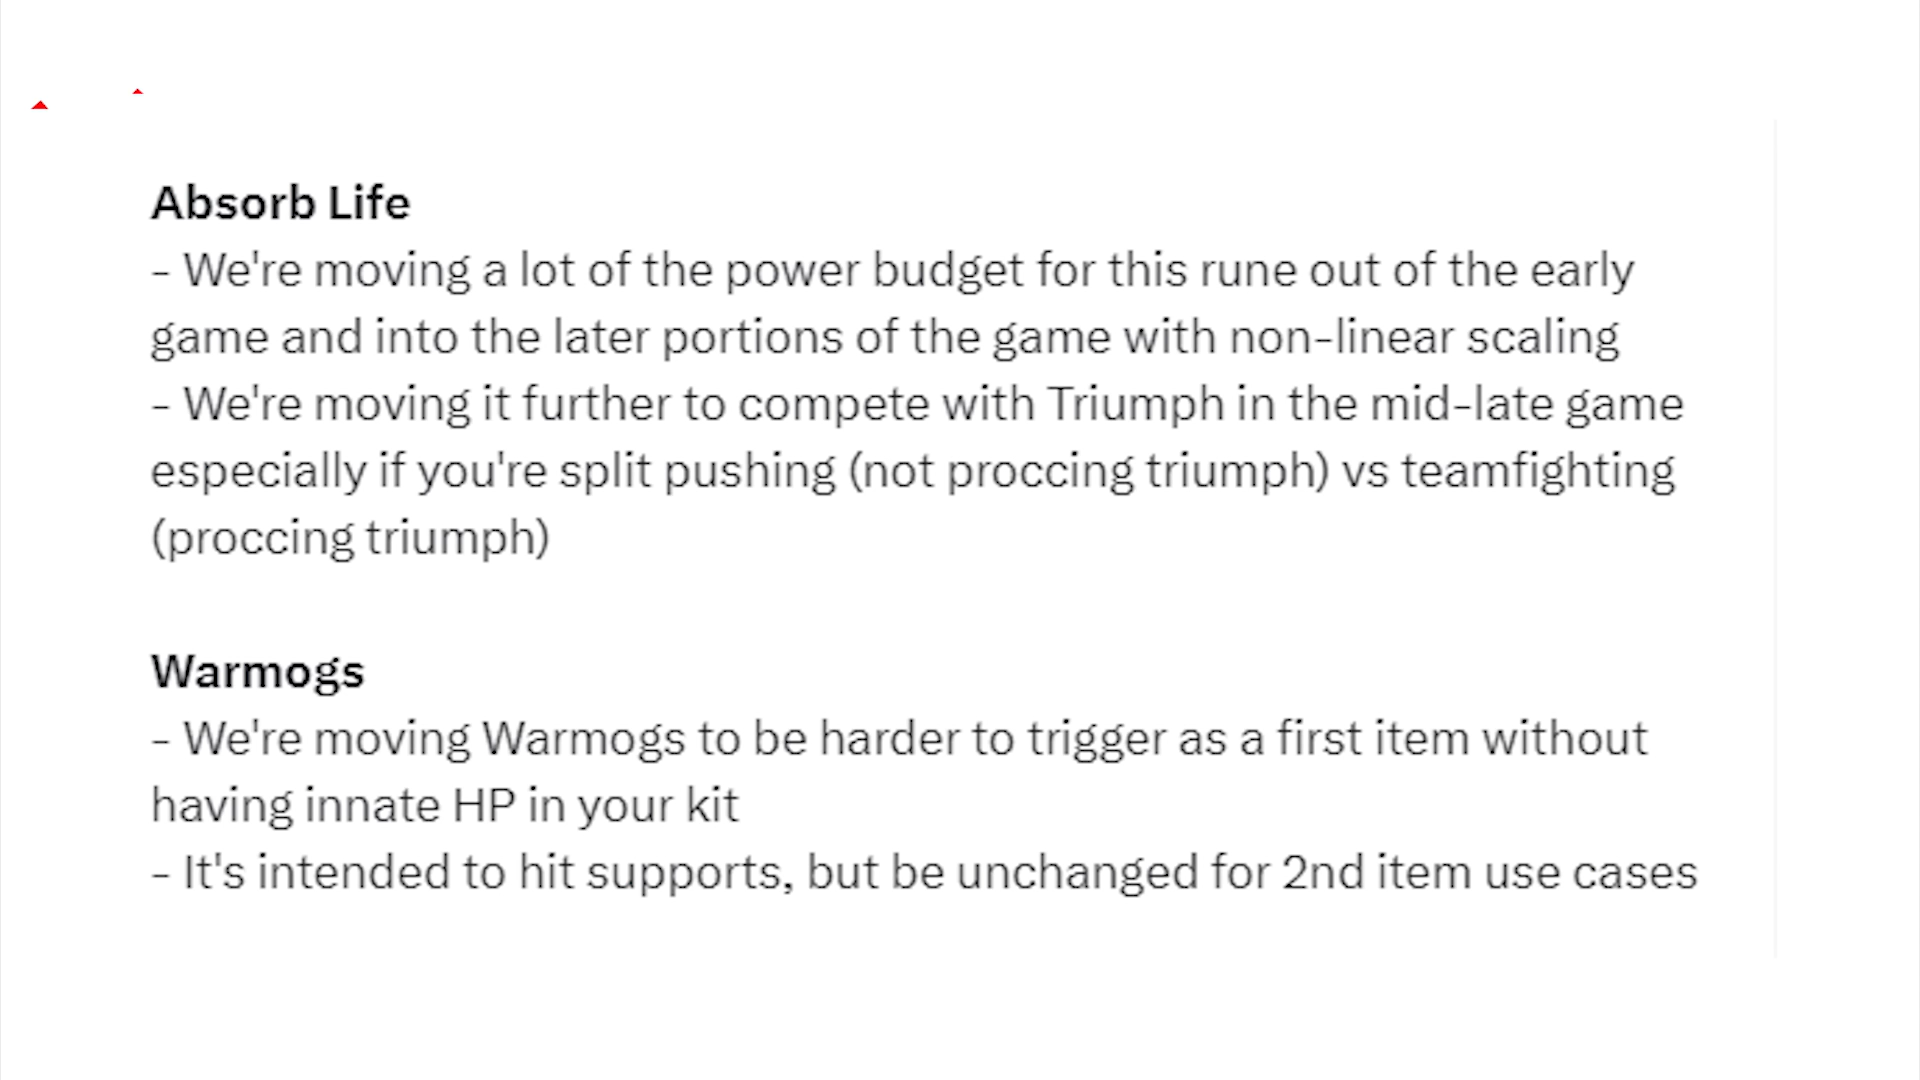 Absorb Life
- We're moving a lot of the power budget for this rune out of the early
game and into the later portions of the game with non-linear scaling
- We're moving it further to compete with Triumph in the mid-late game
especially if you're split pushing (not proccing triumph) vs teamfighting
(proccing triumph)
Warmogs
- We're moving Warmogs to be harder to trigger as a first item without
having innate HP in your kit
- It's intended to hit supports, but be unchanged for 2nd item use cases